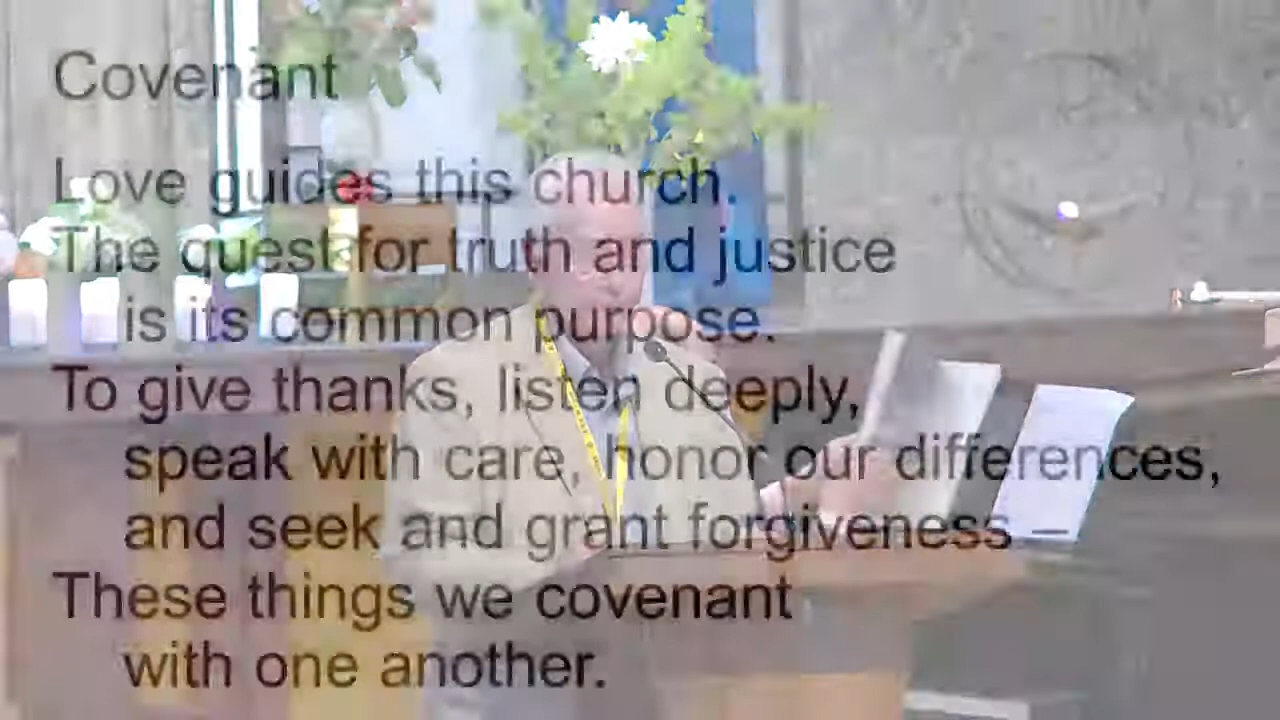 Covenant
Love guides this church.
The quest for truth and justice
is its common purpose.
To give thanks, listen deeply,
speak with care, honor our differences,
and seek and grant forgiveness –
These things we covenant
with one another.